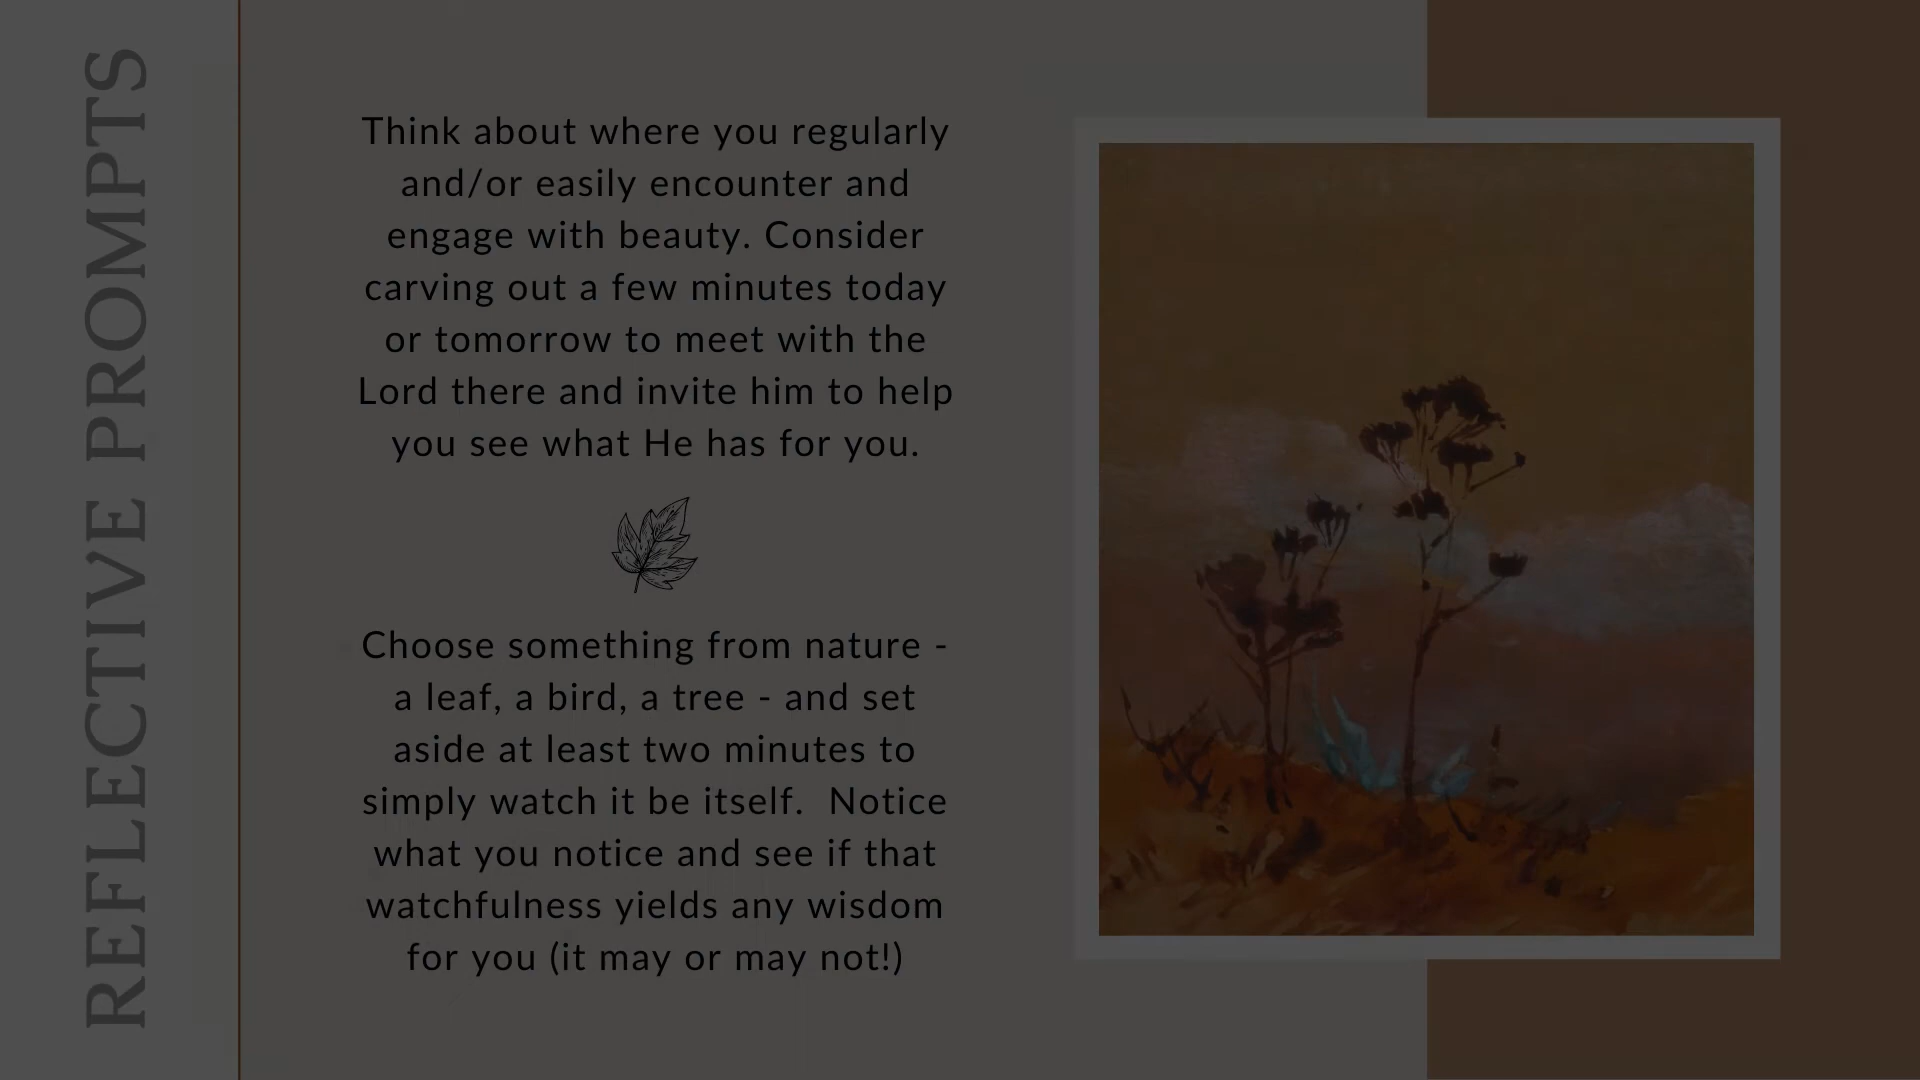 REFLECTIVE PROMPTS
Think about where you regularly
and/or easily encounter and
engage with beauty. Consider
carving out a few minutes today
or tomorrow to meet with the
Lord there and invite him to help
you see what He has for you.
Choose something from nature -
a leaf, a bird, a tree - and set
aside at least two minutes to
simply watch it be itself.  Notice
what you notice and see if that
watchfulness yields any wisdom
for you (it may or may not!)